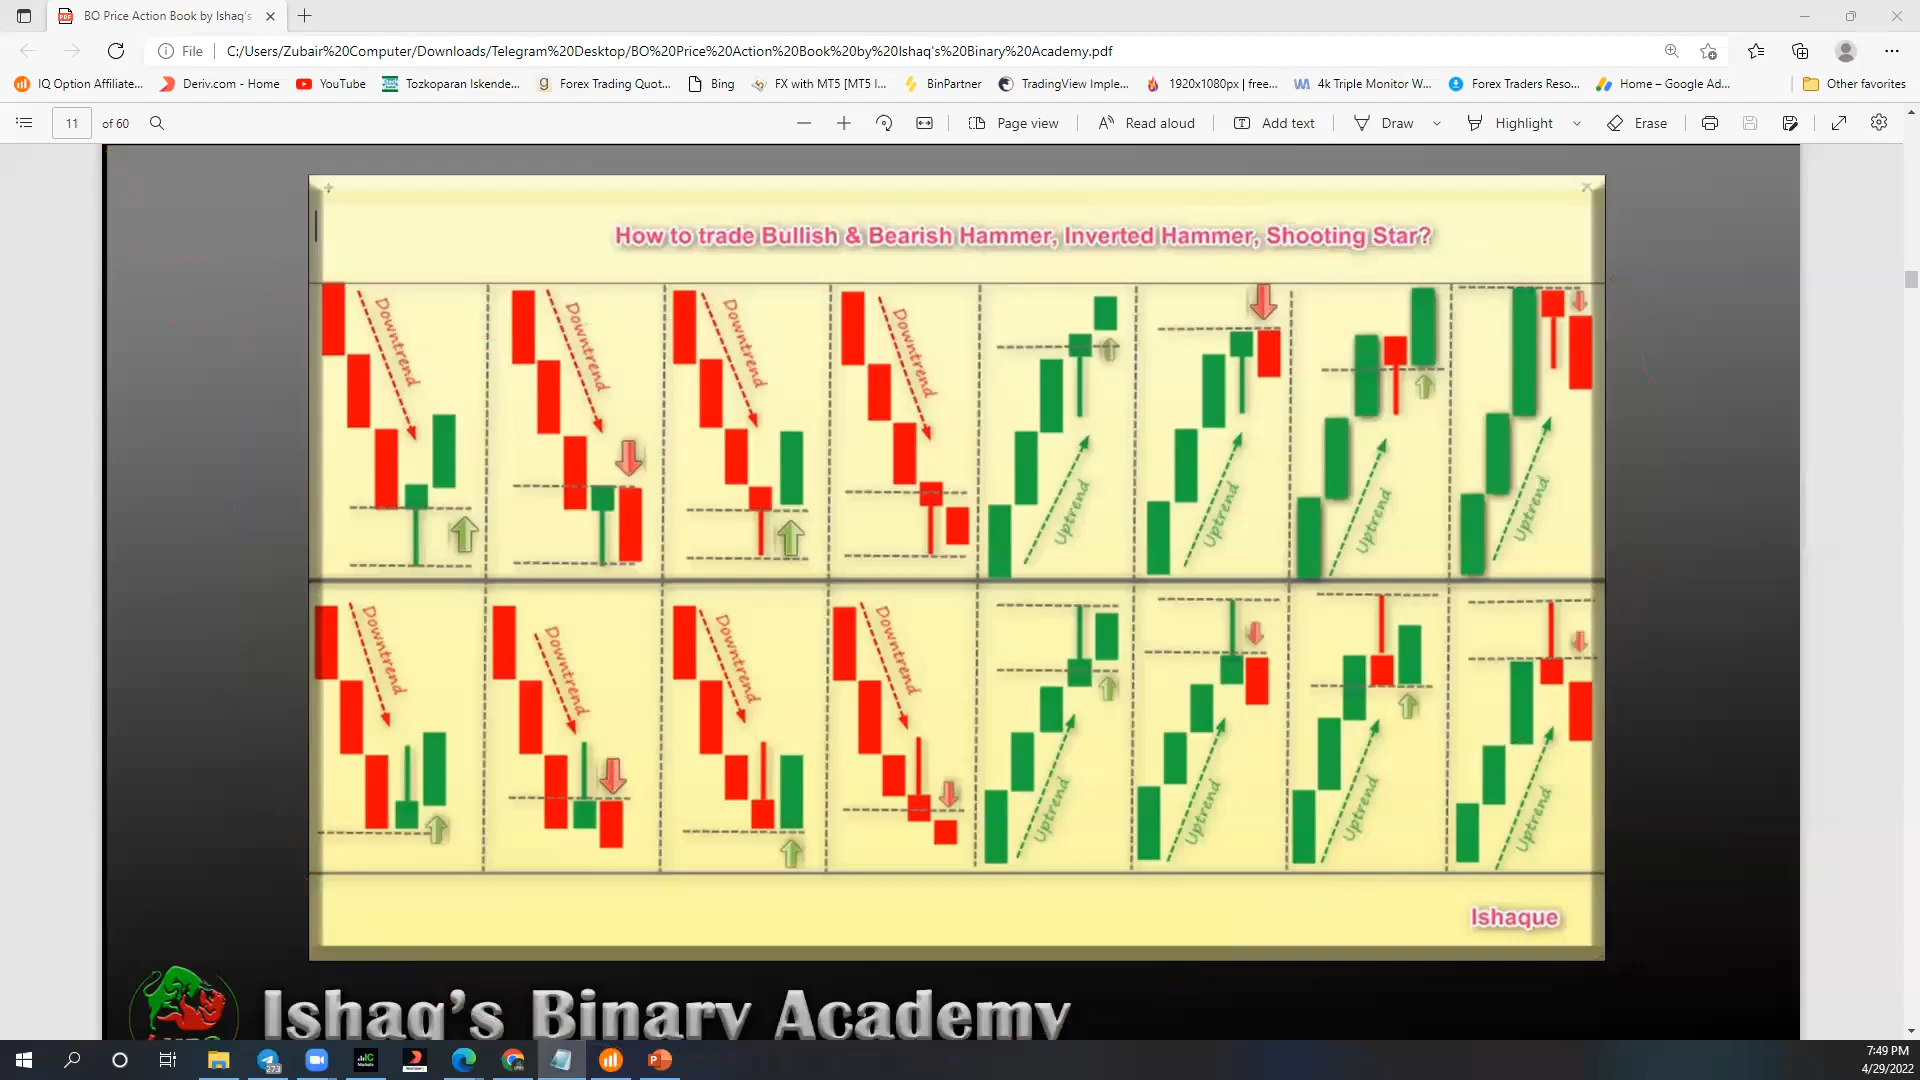 BO Price Action Book by Ishaq's
File
C:/Users/Zubair%20Computer/Downloads/Telegram%20Desktop/BO%20Price%20Action%20Book%20by%20Ishaq's%20Binary%20Academy.pdf
IQ Option Affiliate...
Deriv.com - Home
YouTube
Tozkoparan Iskende...
Forex Trading Quot...
Bing
FX with MT5 [MT5 I...
BinPartner
TradingView Imple...
1920x1080px | free...
4k Triple Monitor W...
Forex Traders Reso...
Home – Google Ad...
Other favorites
11 of 60
Page view
Read aloud
Add text
Draw
Highlight
Erase
How to trade Bullish & Bearish Hammer, Inverted Hammer, Shooting Star?
Downtrend
Downtrend
Downtrend
Downtrend
Uptrend
Uptrend
Uptrend
Uptrend
Downtrend
Downtrend
Downtrend
Downtrend
Uptrend
Uptrend
Uptrend
Uptrend
Ishaque
Ishaq's Binary Academy
273
7:49 PM
4/29/2022